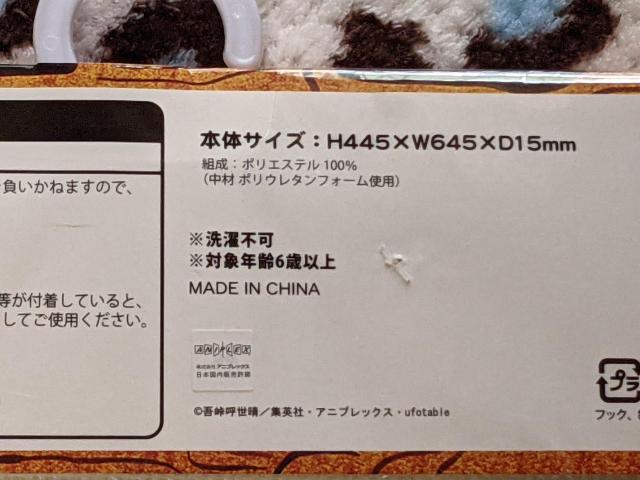 本体サイズ：H445×W645×D15mm
組成：ポリエステル 100%
（中材 ポリウレタンフォーム使用）
負いかねますので、
※洗濯不可
※対象年齢6歳以上
MADE IN CHINA
等が付着していると、
してご使用ください。
ANIPLEX
株式会社 アニプレックス
日本国内販売許諾
©吾峠呼世晴／集英社・アニプレックス・ufotable
プラ
フック、